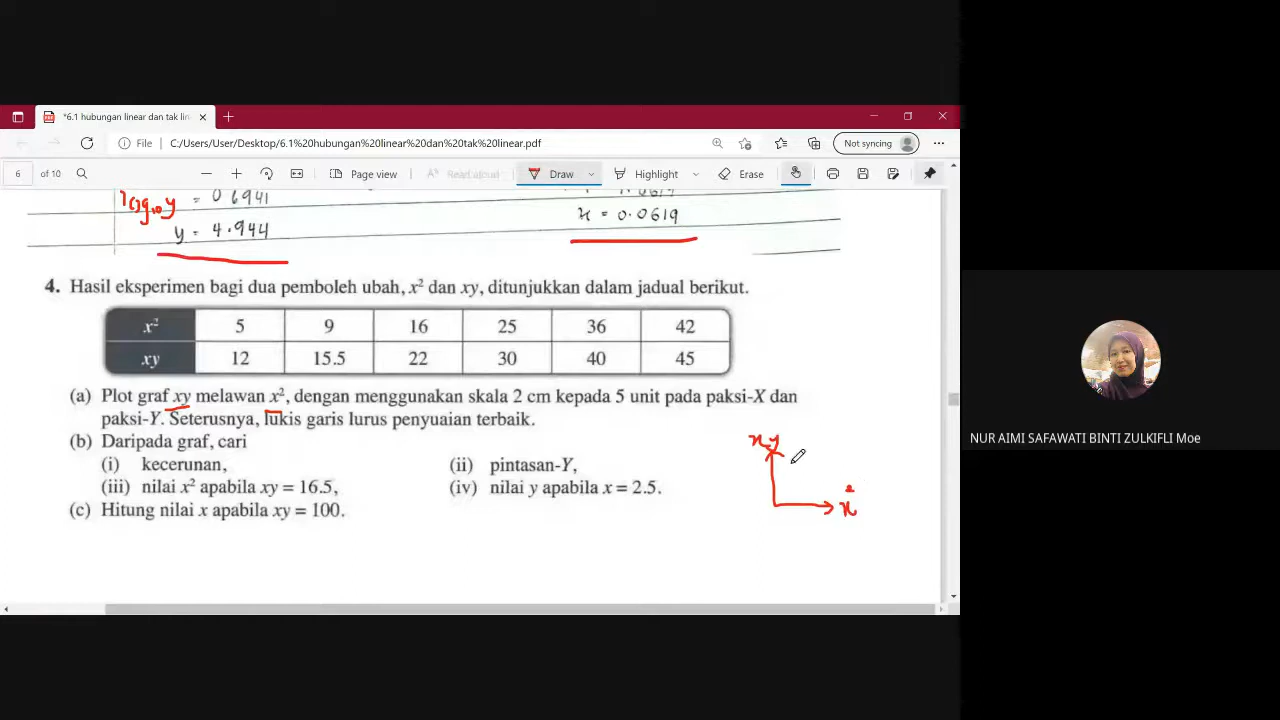 *6.1 hubungan linear dan tak lin
File C:/Users/User/Desktop/6.1%20hubungan%20linear%20dan%20tak%20linear.pdf Not syncing
6 of 10 Page view Read aloud Draw Highlight Erase
log₁₀ y = 0.6941
y = 4.944
x = 0.0619
4. Hasil eksperimen bagi dua pemboleh ubah, x² dan xy, ditunjukkan dalam jadual berikut.
x² 5 9 16 25 36 42
xy 12 15.5 22 30 40 45
(a) Plot graf xy melawan x², dengan menggunakan skala 2 cm kepada 5 unit pada paksi-X dan
paksi-Y. Seterusnya, lukis garis lurus penyuaian terbaik.
(b) Daripada graf, cari
(i) kecerunan, (ii) pintasan-Y,
(iii) nilai x² apabila xy = 16.5, (iv) nilai y apabila x = 2.5.
(c) Hitung nilai x apabila xy = 100.
xy
x²
NUR AIMI SAFAWATI BINTI ZULKIFLI Moe